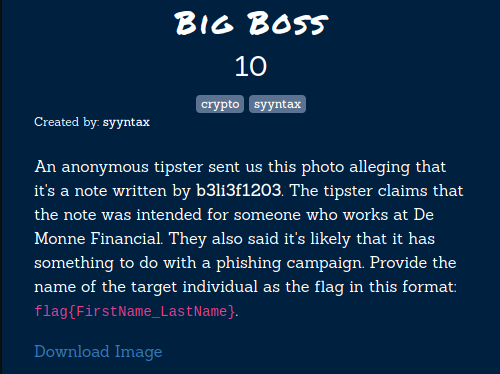 Big Boss
10
crypto syyntax
Created by: syyntax
An anonymous tipster sent us this photo alleging that
it's a note written by b3li3f1203. The tipster claims that
the note was intended for someone who works at De
Monne Financial. They also said it's likely that it has
something to do with a phishing campaign. Provide the
name of the target individual as the flag in this format:
flag{FirstName_LastName}.
Download Image